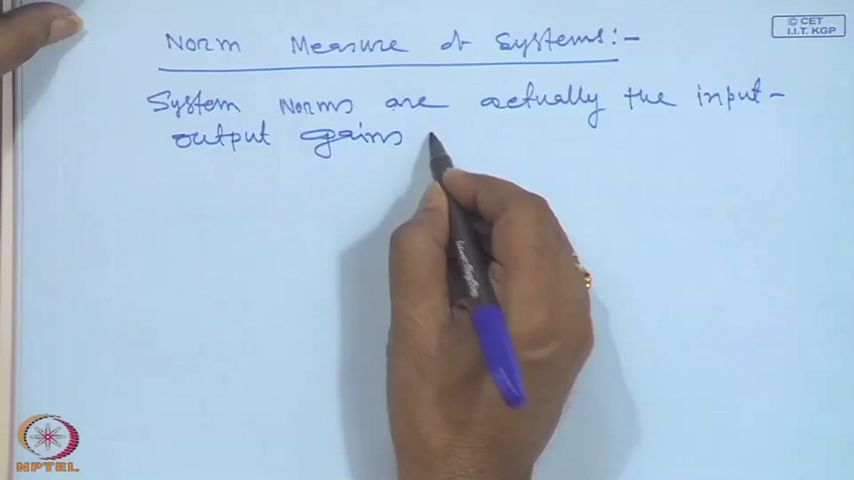 Norm Measure of Systems:-
© CET
I.I.T. KGP
System Norms are actually the input-
output gains
NPTEL